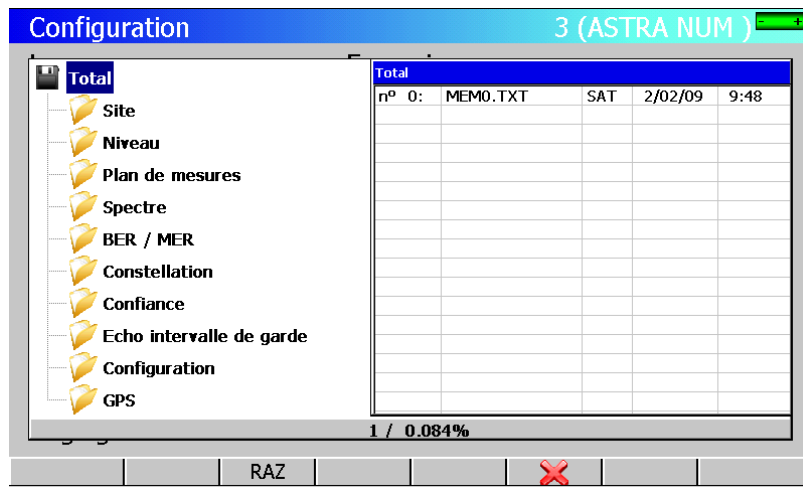 Configuration 3 (ASTRA NUM )
Total
Site
Niveau
Plan de mesures
Spectre
BER / MER
Constellation
Confiance
Echo intervalle de garde
Configuration
GPS
Total
nº 0: MEM0.TXT SAT 2/02/09 9:48
1 / 0.084%
RAZ